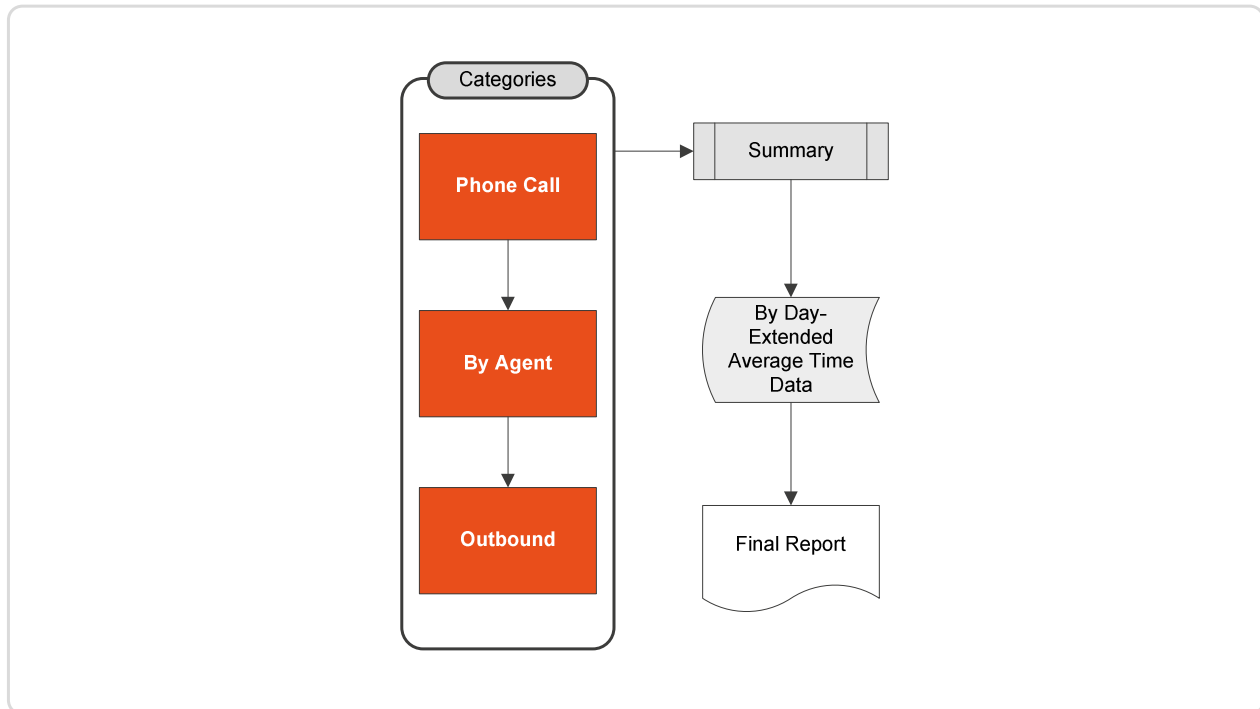 Categories
Phone Call
By Agent
Outbound
Summary
By Day-
Extended
Average Time
Data
Final Report